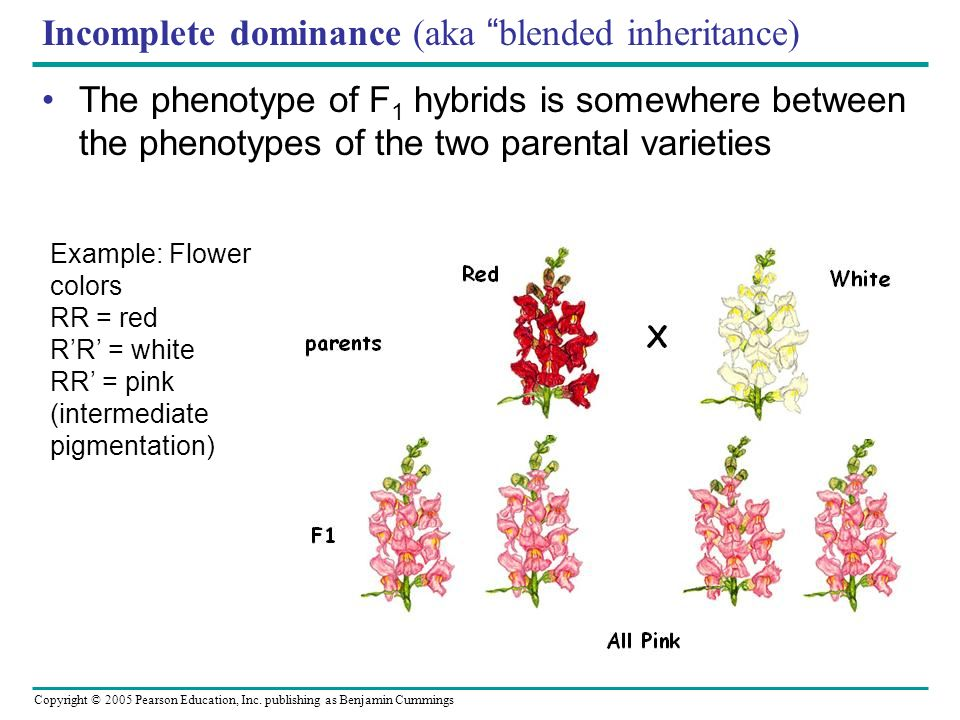 Incomplete dominance (aka “blended inheritance)
• The phenotype of F1 hybrids is somewhere between
the phenotypes of the two parental varieties
Example: Flower
colors
RR = red
R’R’ = white
RR’ = pink
(intermediate
pigmentation)
Red
White
parents
X
F1
All Pink
Copyright © 2005 Pearson Education, Inc. publishing as Benjamin Cummings